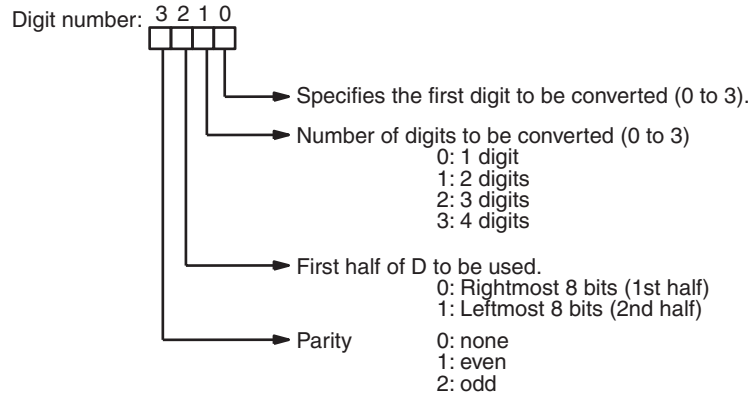 Digit number: 3 2 1 0
Specifies the first digit to be converted (0 to 3).
Number of digits to be converted (0 to 3)
0: 1 digit
1: 2 digits
2: 3 digits
3: 4 digits
First half of D to be used.
0: Rightmost 8 bits (1st half)
1: Leftmost 8 bits (2nd half)
Parity 0: none
1: even
2: odd